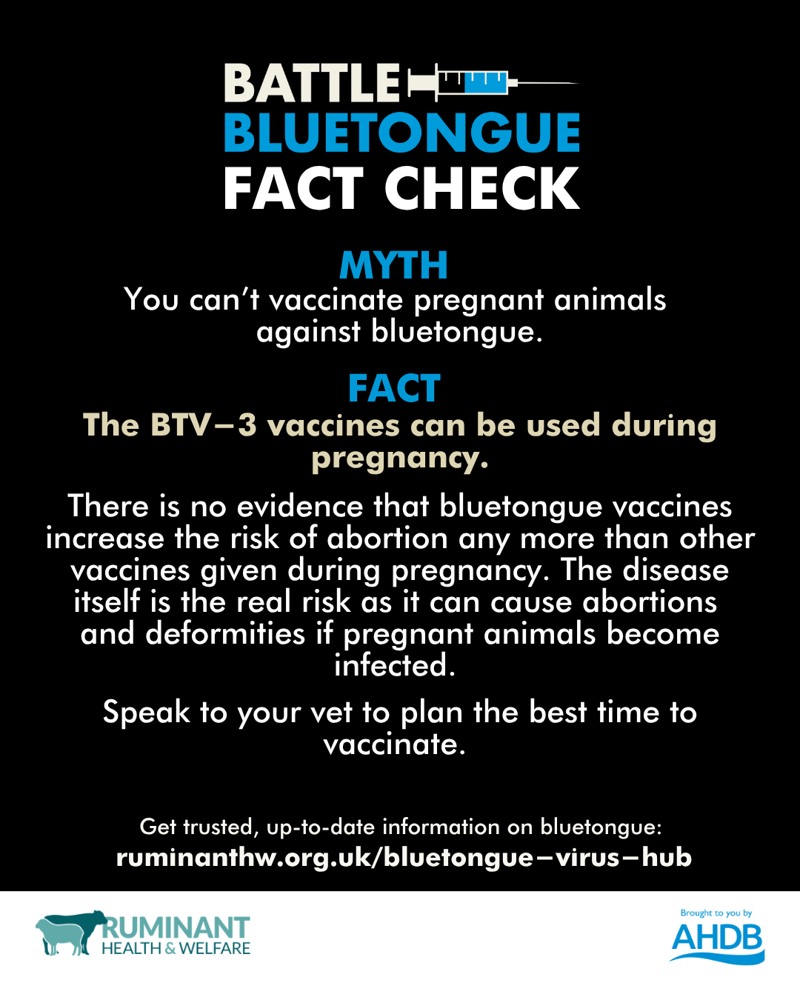 BATTLE
BLUETONGUE
FACT CHECK
MYTH
You can't vaccinate pregnant animals
against bluetongue.
FACT
The BTV–3 vaccines can be used during
pregnancy.
There is no evidence that bluetongue vaccines
increase the risk of abortion any more than other
vaccines given during pregnancy. The disease
itself is the real risk as it can cause abortions
and deformities if pregnant animals become
infected.
Speak to your vet to plan the best time to
vaccinate.
Get trusted, up-to-date information on bluetongue:
ruminanthw.org.uk/bluetongue–virus–hub
RUMINANT
HEALTH & WELFARE
Brought to you by
AHDB